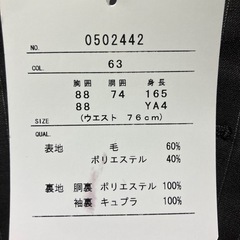 NO. 0502442
COL. 63
胸囲 胴囲 身長
88 74 165
88 YA4
SIZE (ウエスト 76cm)
QUAL.
表地 毛 60%
ポリエステル 40%
裏地 胴裏 ポリエステル 100%
袖裏 キュプラ 100%